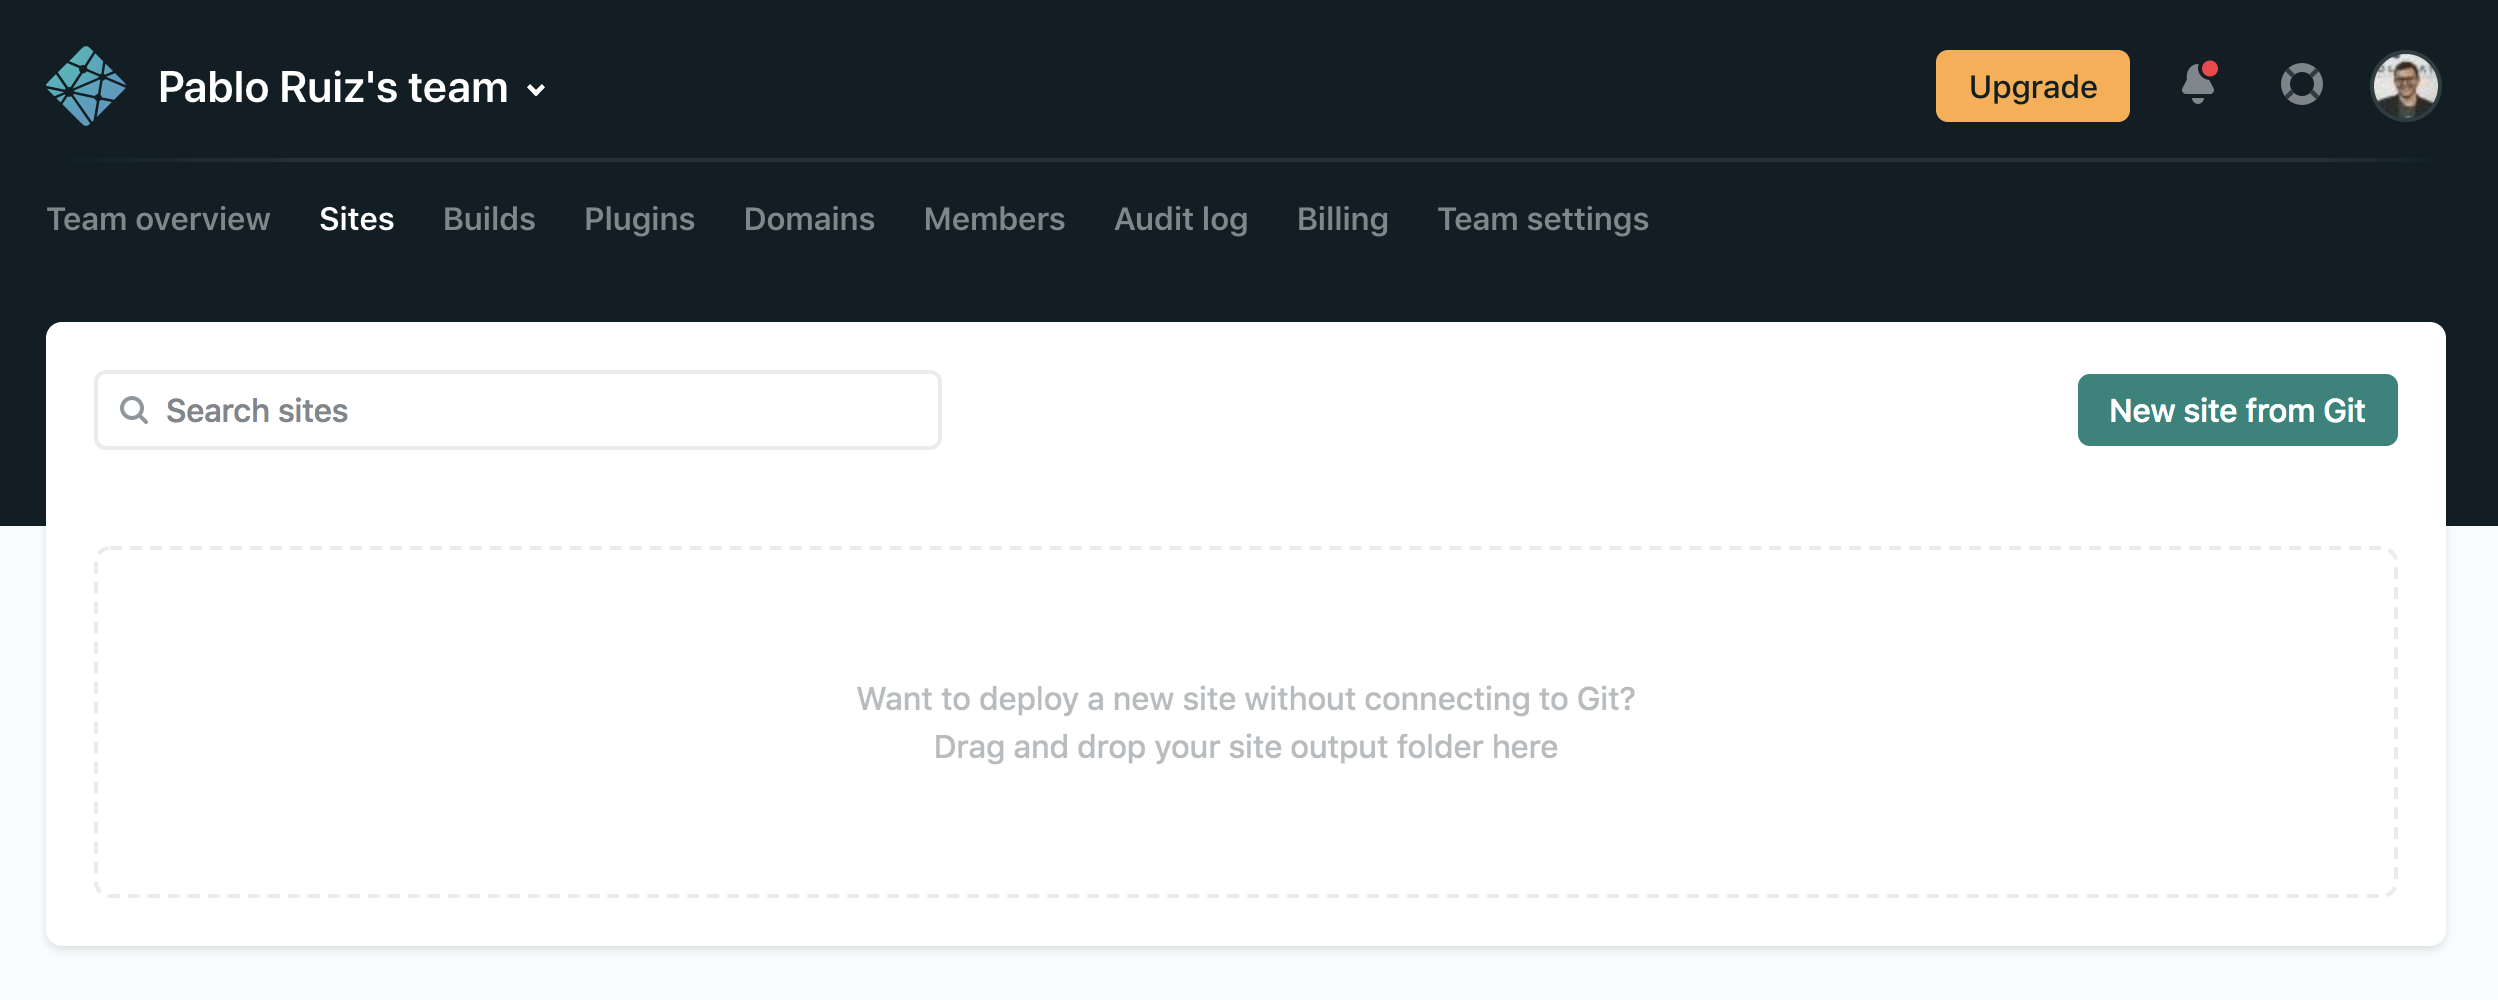 Pablo Ruiz's team
Upgrade
Team overview Sites Builds Plugins Domains Members Audit log Billing Team settings
Search sites
New site from Git
Want to deploy a new site without connecting to Git?
Drag and drop your site output folder here